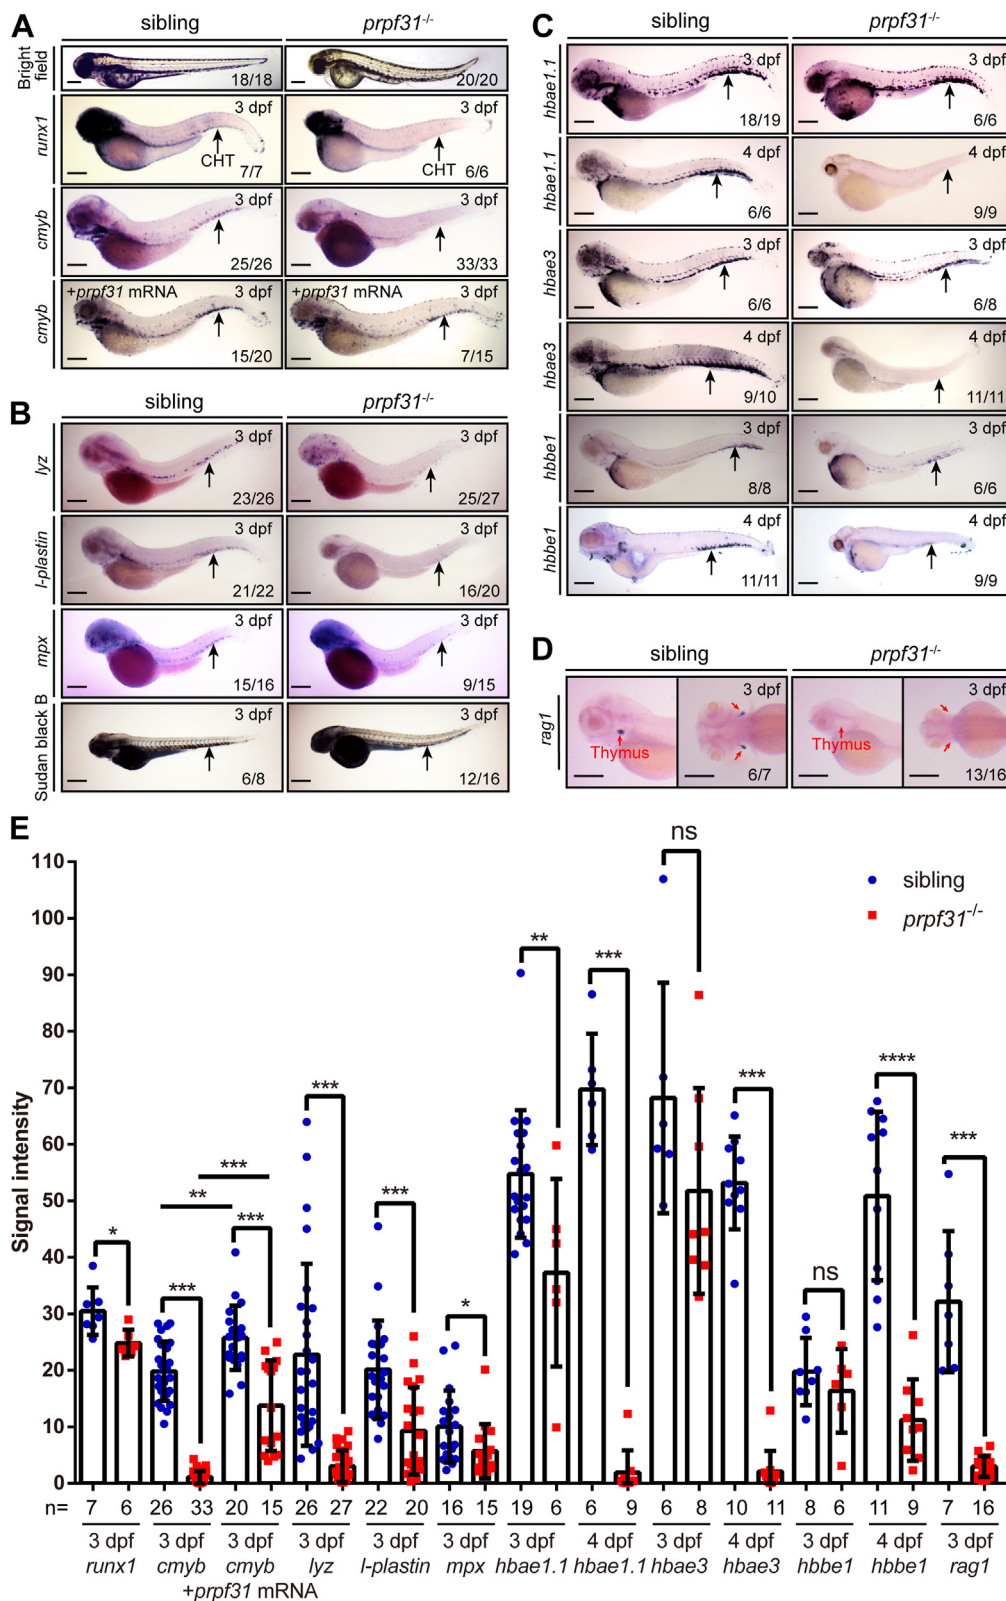 A
sibling
prpf31-/-
Bright field
18/18
20/20
runx1
3 dpf
CHT
7/7
3 dpf
CHT
6/6
cmyb
3 dpf
25/26
3 dpf
33/33
cmyb
+prpf31 mRNA
3 dpf
15/20
+prpf31 mRNA
3 dpf
7/15
B
sibling
prpf31-/-
lyz
3 dpf
23/26
3 dpf
25/27
l-plastin
3 dpf
21/22
3 dpf
16/20
mpx
3 dpf
15/16
3 dpf
9/15
Sudan black B
3 dpf
6/8
3 dpf
12/16
C
sibling
prpf31-/-
hbae1.1
3 dpf
18/19
3 dpf
6/6
hbae1.1
4 dpf
6/6
4 dpf
9/9
hbae3
3 dpf
6/6
3 dpf
6/8
hbae3
4 dpf
9/10
4 dpf
11/11
hbbe1
3 dpf
8/8
3 dpf
6/6
hbbe1
4 dpf
11/11
4 dpf
9/9
D
sibling
prpf31-/-
rag1
Thymus
3 dpf
6/7
Thymus
3 dpf
13/16
E
Signal intensity
110
100
90
80
70
60
50
40
30
20
10
0
sibling
prpf31-/-
* *** ** *** *** *** *** * ** *** ns *** ns **** ***
n= 7 6 26 33 20 15 26 27 22 20 16 15 19 6 6 9 6 8 10 11 8 6 11 9 7 16
3 dpf 3 dpf 3 dpf 3 dpf 3 dpf 3 dpf 3 dpf 4 dpf 3 dpf 4 dpf 3 dpf 4 dpf 3 dpf
runx1 cmyb cmyb lyz l-plastin mpx hbae1.1 hbae1.1 hbae3 hbae3 hbbe1 hbbe1 rag1
+prpf31 mRNA